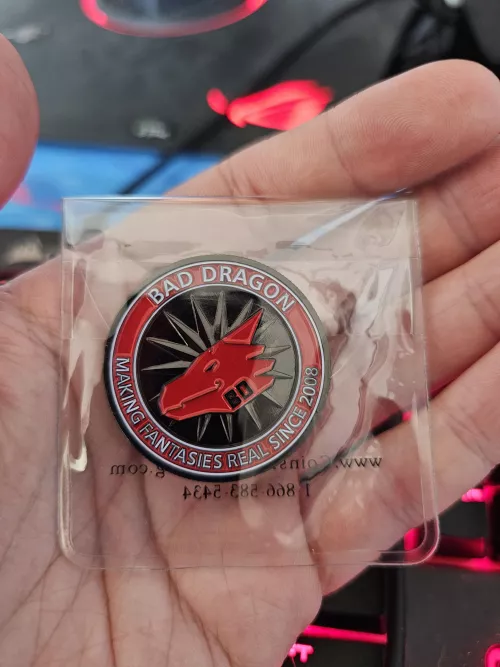 BAD DRAGON
BD
MAKING FANTASIES REAL SINCE 2008
1 866-583-5434